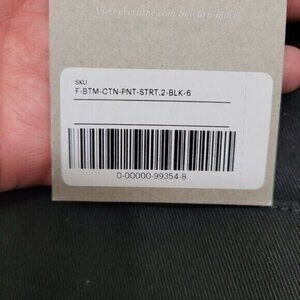 Visit everlane.com to learn more.
SKU
F-BTM-CTN-PNT-STRT.2-BLK-6
0-00000-99354-8